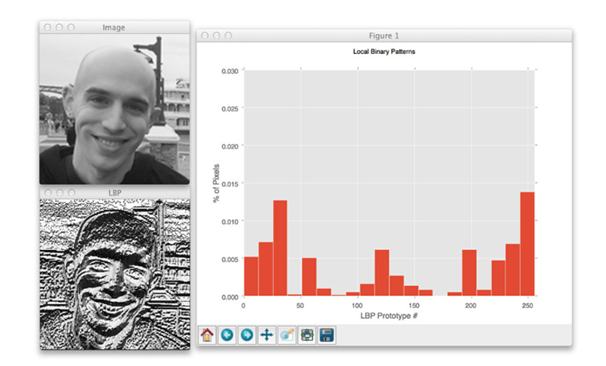 Image
LBP
Figure 1
Local Binary Patterns
0.030
0.025
0.020
0.015
0.010
0.005
0.000
% of Pixels
0 50 100 150 200 250
LBP Prototype #